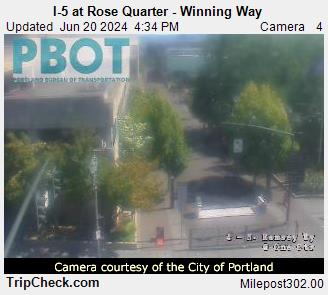 I-5 at Rose Quarter - Winning Way
Updated Jun 20 2024 4:34 PM Camera 4
PBOT
PORTLAND BUREAU OF TRANSPORTATION
Camera courtesy of the City of Portland
TripCheck.com Milepost302.00